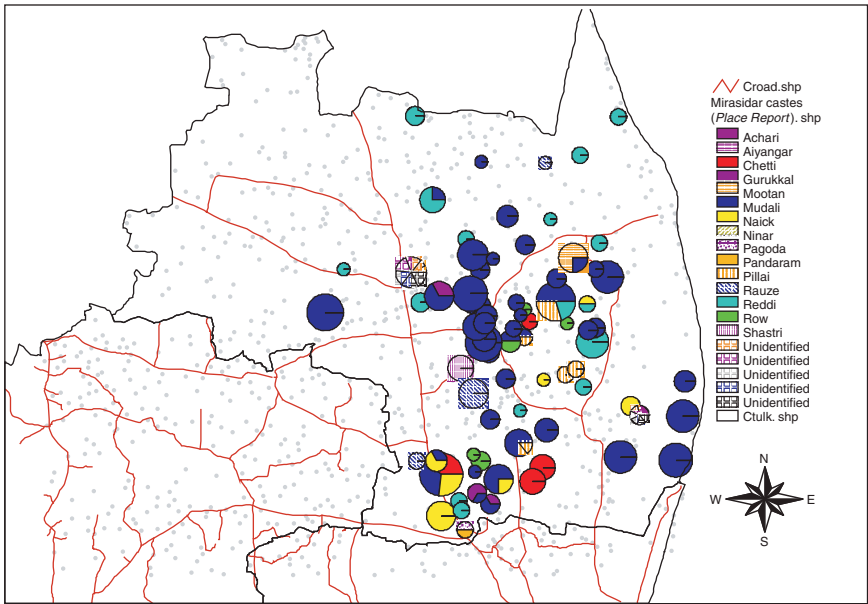 Croad.shp
Mirasidar castes
(Place Report). shp
Achari
Aiyangar
Chetti
Gurukkal
Mootan
Mudali
Naick
Ninar
Pagoda
Pandaram
Pillai
Rauze
Reddi
Row
Shastri
Unidentified
Unidentified
Unidentified
Unidentified
Unidentified
Ctulk. shp
N
W E
S